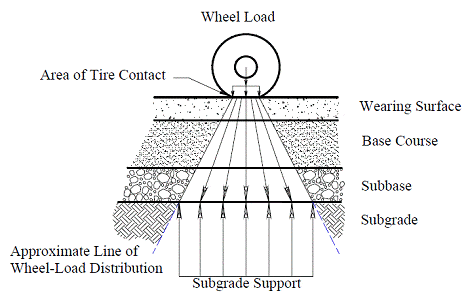 Wheel Load
Area of Tire Contact
Wearing Surface
Base Course
Subbase
Subgrade
Approximate Line of
Wheel-Load Distribution
Subgrade Support